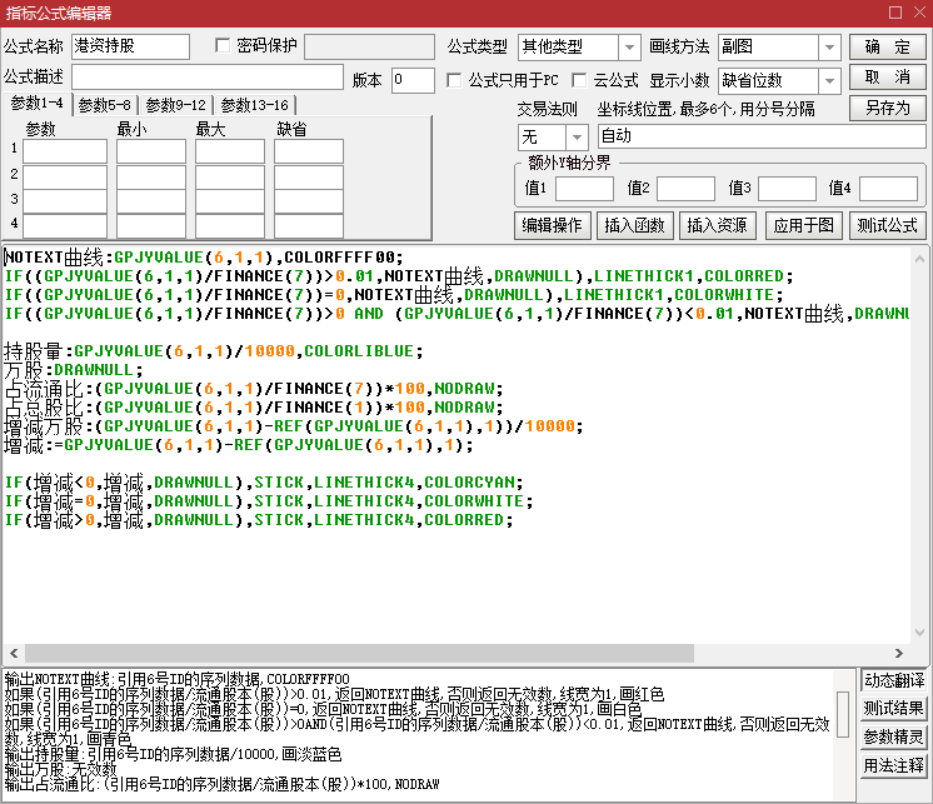 指标公式编辑器
公式名称 港资持股 密码保护 公式类型 其他类型 画线方法 副图 确 定
公式描述 版本 0 公式只用于PC 云公式 显示小数 缺省位数 取 消
参数1-4 参数5-8 参数9-12 参数13-16 交易法则 坐标线位置,最多6个,用分号分隔 另存为
参数 最小 最大 缺省 无 自动
1
2
3
4
额外Y轴分界
值1 值2 值3 值4
编辑操作 插入函数 插入资源 应用于图 测试公式
NOTEXT曲线:GPJYVALUE(6,1,1),COLORFFFF00;
IF((GPJYVALUE(6,1,1)/FINANCE(7))>0.01,NOTEXT曲线,DRAWNULL),LINETHICK1,COLORRED;
IF((GPJYVALUE(6,1,1)/FINANCE(7))=0,NOTEXT曲线,DRAWNULL),LINETHICK1,COLORWHITE;
IF((GPJYVALUE(6,1,1)/FINANCE(7))>0 AND (GPJYVALUE(6,1,1)/FINANCE(7))<0.01,NOTEXT曲线,DRAWNU
持股量:GPJYVALUE(6,1,1)/10000,COLORLIBLUE;
万股:DRAWNULL;
占流通比:(GPJYVALUE(6,1,1)/FINANCE(7))*100,NODRAW;
占总股比:(GPJYVALUE(6,1,1)/FINANCE(1))*100,NODRAW;
增减万股:(GPJYVALUE(6,1,1)-REF(GPJYVALUE(6,1,1),1))/10000;
增减:=GPJYVALUE(6,1,1)-REF(GPJYVALUE(6,1,1),1);
IF(增减<0,增减,DRAWNULL),STICK,LINETHICK4,COLORCYAN;
IF(增减=0,增减,DRAWNULL),STICK,LINETHICK4,COLORWHITE;
IF(增减>0,增减,DRAWNULL),STICK,LINETHICK4,COLORRED;
输出NOTEXT曲线:引用6号ID的序列数据,COLORFFFF00
如果(引用6号ID的序列数据/流通股本(股))>0.01,返回NOTEXT曲线,否则返回无效数,线宽为1,画红色
如果(引用6号ID的序列数据/流通股本(股))=0,返回NOTEXT曲线,否则返回无效数,线宽为1,画白色
如果(引用6号ID的序列数据/流通股本(股))>0AND(引用6号ID的序列数据/流通股本(股))<0.01,返回NOTEXT曲线,否则返回无效
数,线宽为1,画青色
输出持股量:引用6号ID的序列数据/10000,画淡蓝色
输出万股:无效数
输出占流通比:(引用6号ID的序列数据/流通股本(股))*100,NODRAW
动态翻译
测试结果
参数精灵
用法注释